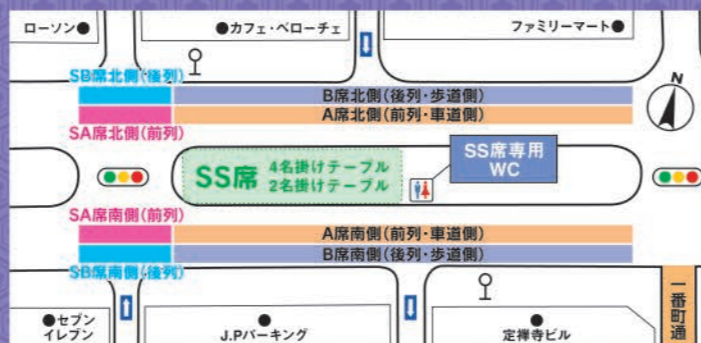 ローソン●
●カフェ・ベローチェ
ファミリーマート●
SB席北側(後列)
B席北側(後列・歩道側)
N
A席北側(前列・車道側)
SA席北側(前列)
SS席
4名掛けテーブル
2名掛けテーブル
SS席専用
WC
SA席南側(前列)
A席南側(前列・車道側)
B席南側(後列・歩道側)
SB席南側(後列)
●セブン
イレブン
J.Pパーキング
定禅寺ビル
一番町通